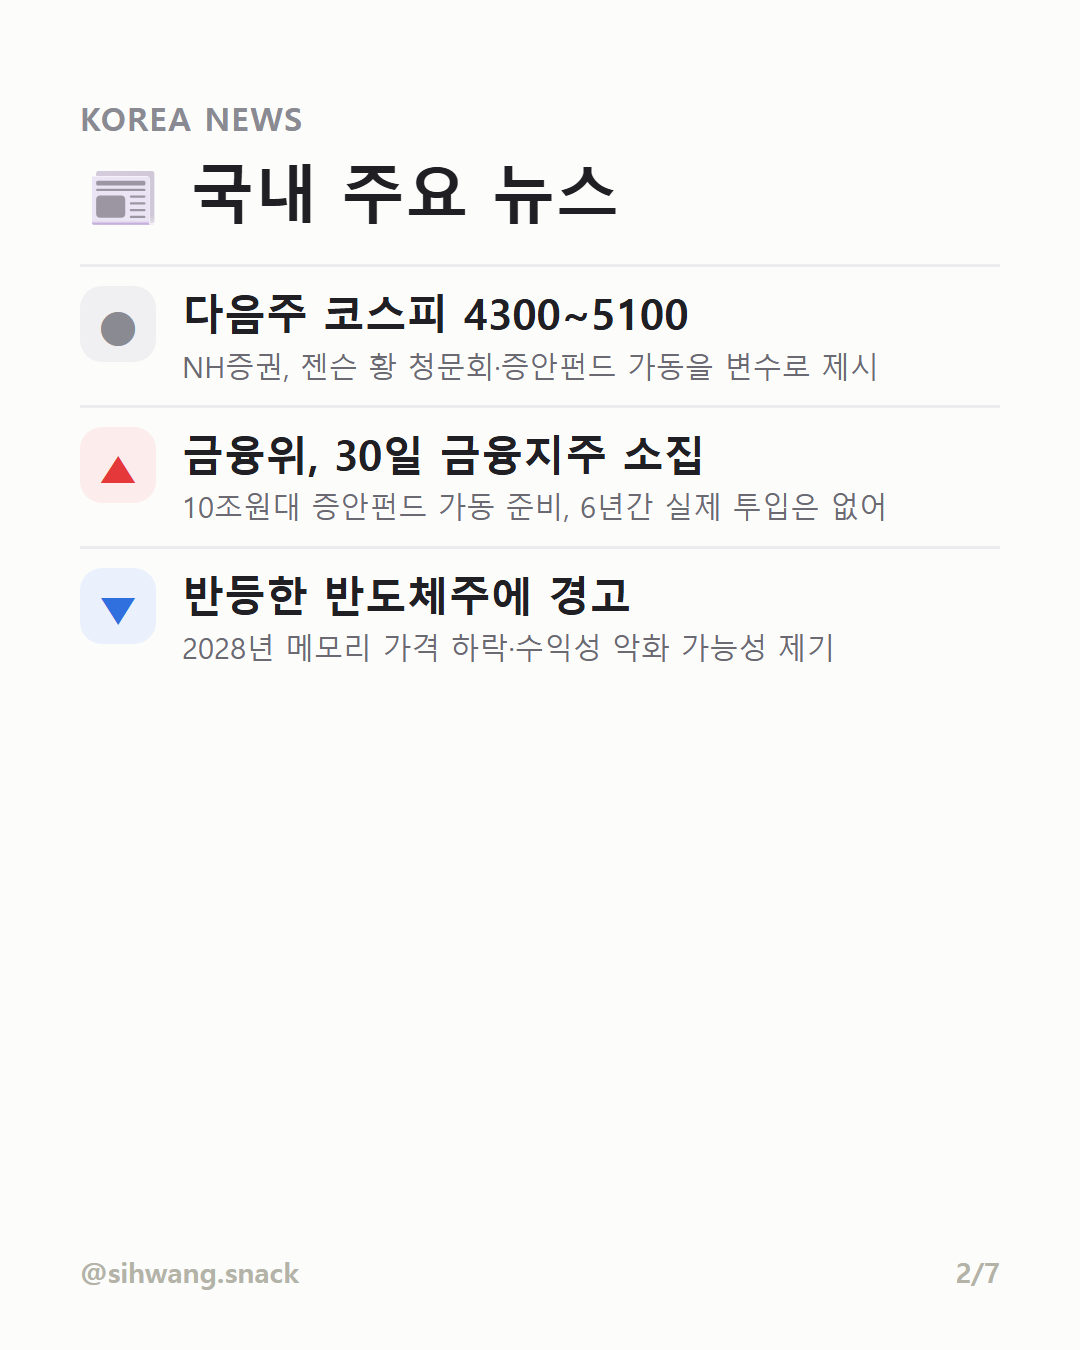 KOREA NEWS
국내 주요 뉴스
다음주 코스피 4300~5100
NH증권, 젠슨 황 청문회·증안펀드 가동을 변수로 제시
금융위, 30일 금융지주 소집
10조원대 증안펀드 가동 준비, 6년간 실제 투입은 없어
반등한 반도체주에 경고
2028년 메모리 가격 하락·수익성 악화 가능성 제기
@sihwang.snack
2/7